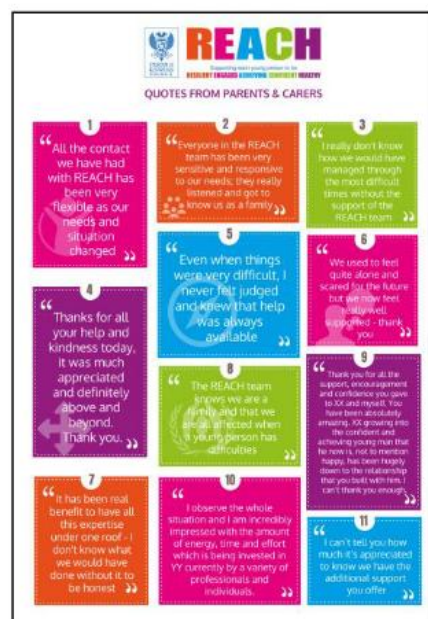 REACH
Supporting each young person to be
RESILIENT ENGAGED ACHIEVING CONFIDENT HEALTHY
QUOTES FROM PARENTS & CARERS
1
“All the contact
we have had
with REACH has
been very
flexible as our
needs and
situation
changed”
2
“Everyone in the REACH
team has been very
sensitive and responsive
to our needs; they really
listened and got to
know us as a family”
3
“I really don't know
how we would have
managed through
the most difficult
times without the
support of the
REACH team”
4
“Thanks for all
your help and
kindness today,
it was much
appreciated
and definitely
above and
beyond.
Thank you.”
5
“Even when things
were very difficult, I
never felt judged
and knew that help
was always
available”
6
“We used to feel
quite alone and
scared for the future
but we now feel
really well
supported - thank
you”
7
“It has been real
benefit to have all
this expertise
under one roof - I
don't know what
we would have
done without it to
be honest”
8
“The REACH team
knows we are a
family and that we
are all affected when
a young person has
difficulties”
9
“Thank you for all the
support, encouragement
and confidence you gave
to XX and myself. You
have been absolutely
amazing. XX growing into
the confident and
achieving young man that
he now is, not to mention
happy, has been hugely
down to the relationship
that you built with him. I
can't thank you enough.”
10
“I observe the whole
situation and I am incredibly
impressed with the amount
of energy, time and effort
which is being invested in
YY currently by a variety of
professionals and
individuals.”
11
“I can't tell you how
much it's appreciated
to know we have the
additional support
you offer”